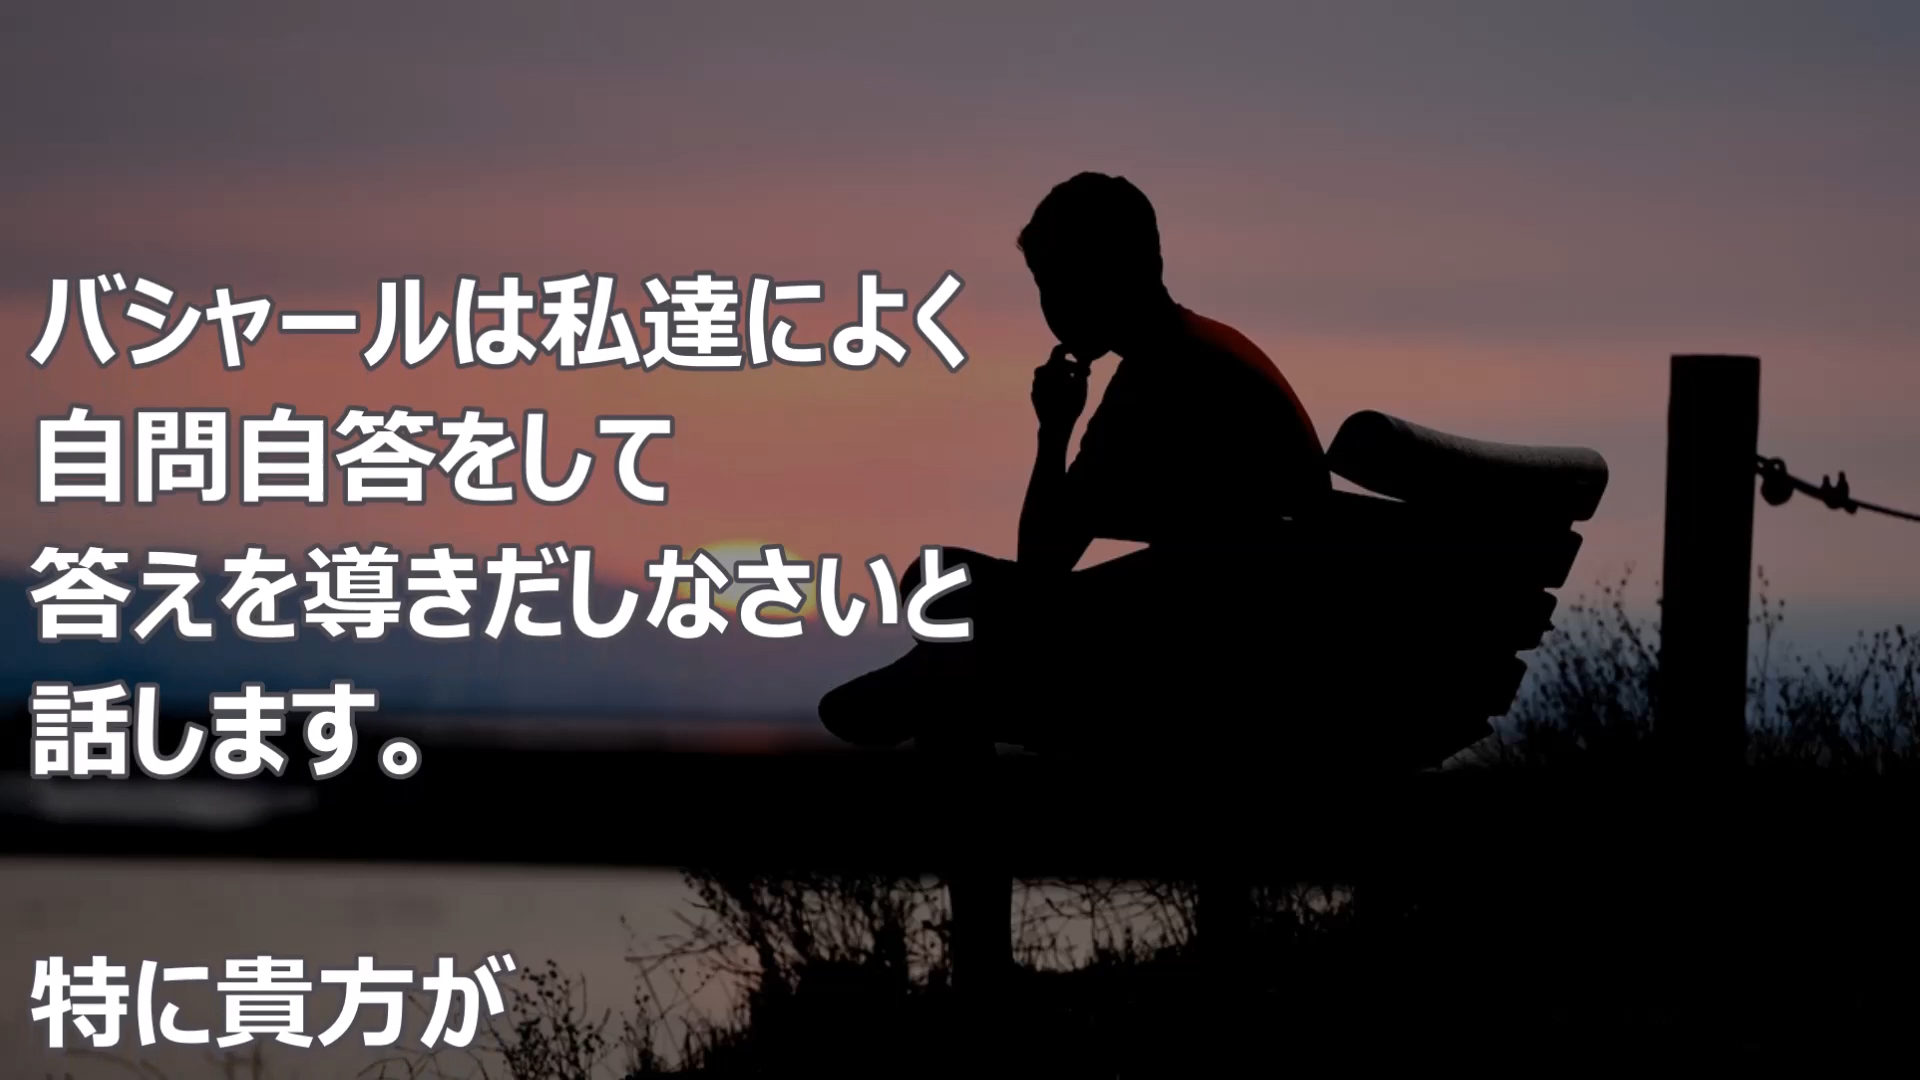 バシャールは私達によく
自問自答をして
答えを導きだしなさいと
話します。
特に貴方が